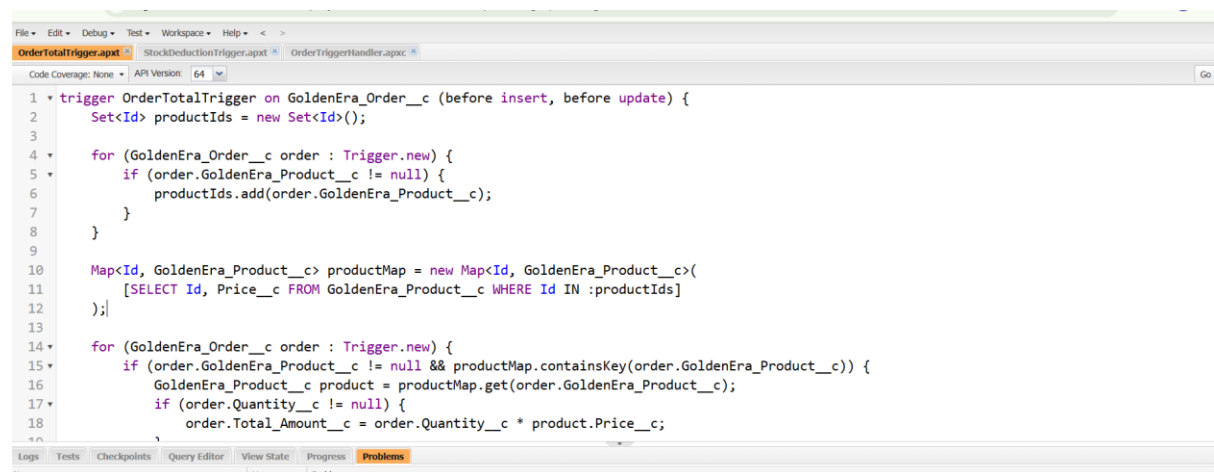 File Edit Debug Test Workspace Help < >
OrderTotalTrigger.apxt StockDeductionTrigger.apxt OrderTriggerHandler.apxc
Code Coverage: None API Version: 64 Go
1 trigger OrderTotalTrigger on GoldenEra_Order__c (before insert, before update) {
2 Set<Id> productIds = new Set<Id>();
3
4 for (GoldenEra_Order__c order : Trigger.new) {
5 if (order.GoldenEra_Product__c != null) {
6 productIds.add(order.GoldenEra_Product__c);
7 }
8 }
9
10 Map<Id, GoldenEra_Product__c> productMap = new Map<Id, GoldenEra_Product__c>(
11 [SELECT Id, Price__c FROM GoldenEra_Product__c WHERE Id IN :productIds]
12 );
13
14 for (GoldenEra_Order__c order : Trigger.new) {
15 if (order.GoldenEra_Product__c != null && productMap.containsKey(order.GoldenEra_Product__c)) {
16 GoldenEra_Product__c product = productMap.get(order.GoldenEra_Product__c);
17 if (order.Quantity__c != null) {
18 order.Total_Amount__c = order.Quantity__c * product.Price__c;
Logs Tests Checkpoints Query Editor View State Progress Problems